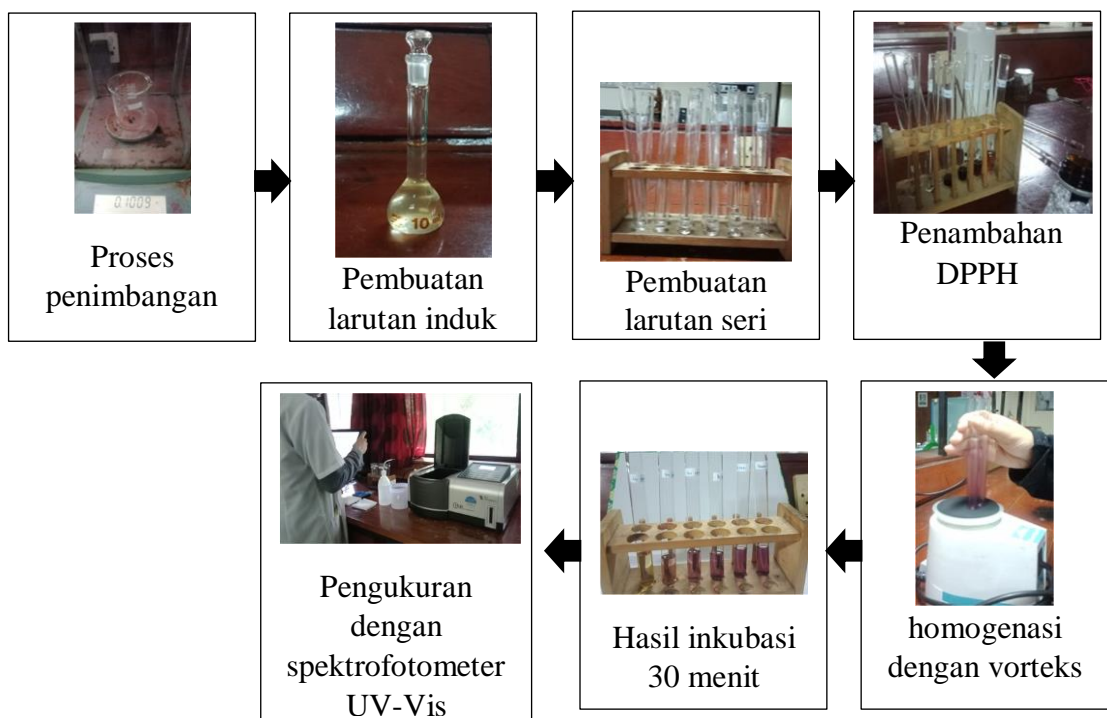 0.1009
Proses
penimbangan
10
Pembuatan
larutan induk
Pembuatan
larutan seri
Penambahan
DPPH
homogenasi
dengan vorteks
Hasil inkubasi
30 menit
Pengukuran
dengan
spektrofotometer
UV-Vis